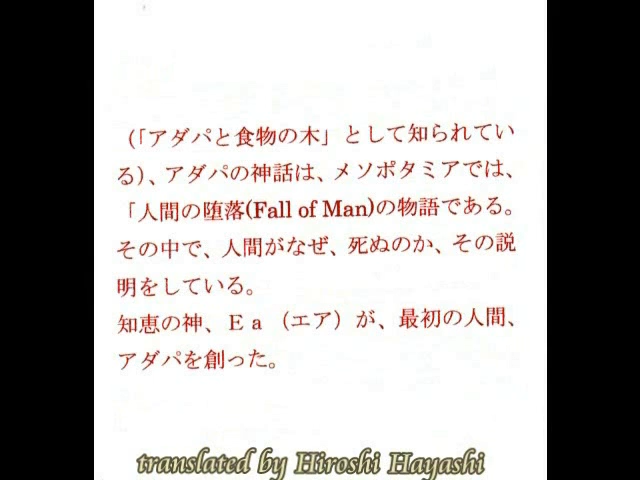 （「アダパと食物の木」として知られてい
る）、アダパの神話は、メソポタミアでは、
「人間の堕落(Fall of Man)の物語である。
その中で、人間がなぜ、死ぬのか、その説
明をしている。
知恵の神、Ｅａ（エア）が、最初の人間、
アダパを創った。
translated by Hiroshi Hayashi